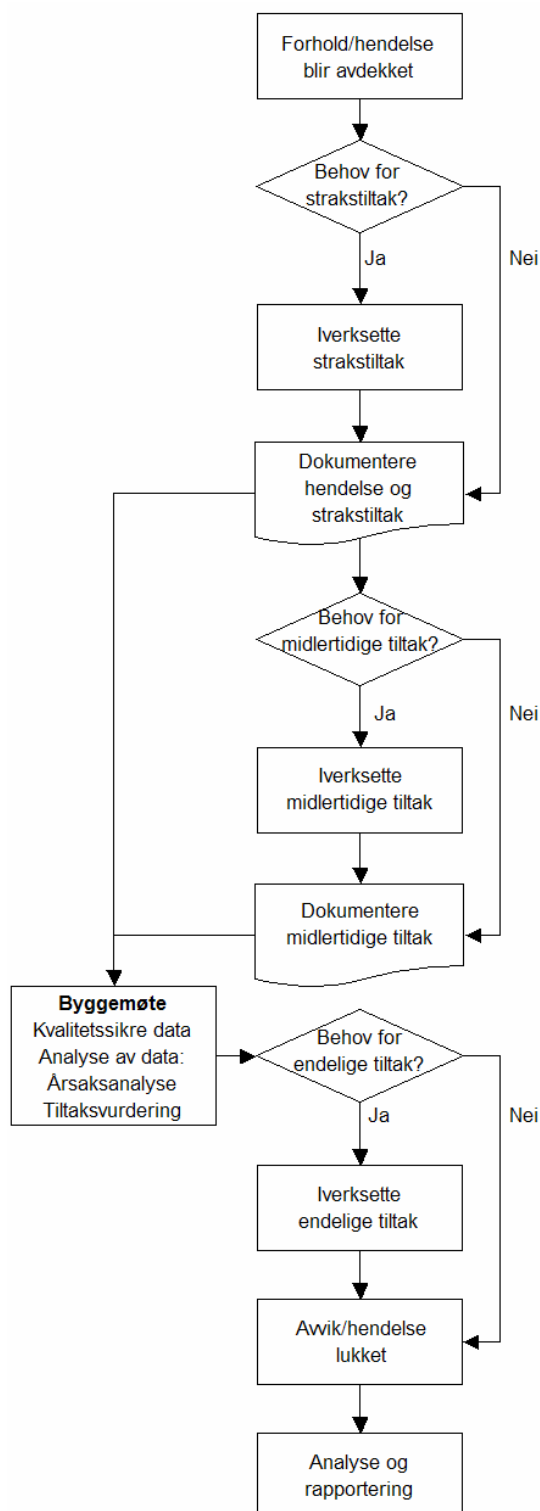 Forhold/hendelse
blir avdekket
Behov for
strakstiltak?
Ja
Nei
Iverksette
strakstiltak
Dokumentere
hendelse og
strakstiltak
Behov for
midlertidige tiltak?
Ja
Nei
Iverksette
midlertidige tiltak
Dokumentere
midlertidige tiltak
Byggemøte
Kvalitetssikre data
Analyse av data:
Årsaksanalyse
Tiltaksvurdering
Behov for
endelige tiltak?
Ja
Nei
Iverksette
endelige tiltak
Avvik/hendelse
lukket
Analyse og
rapportering